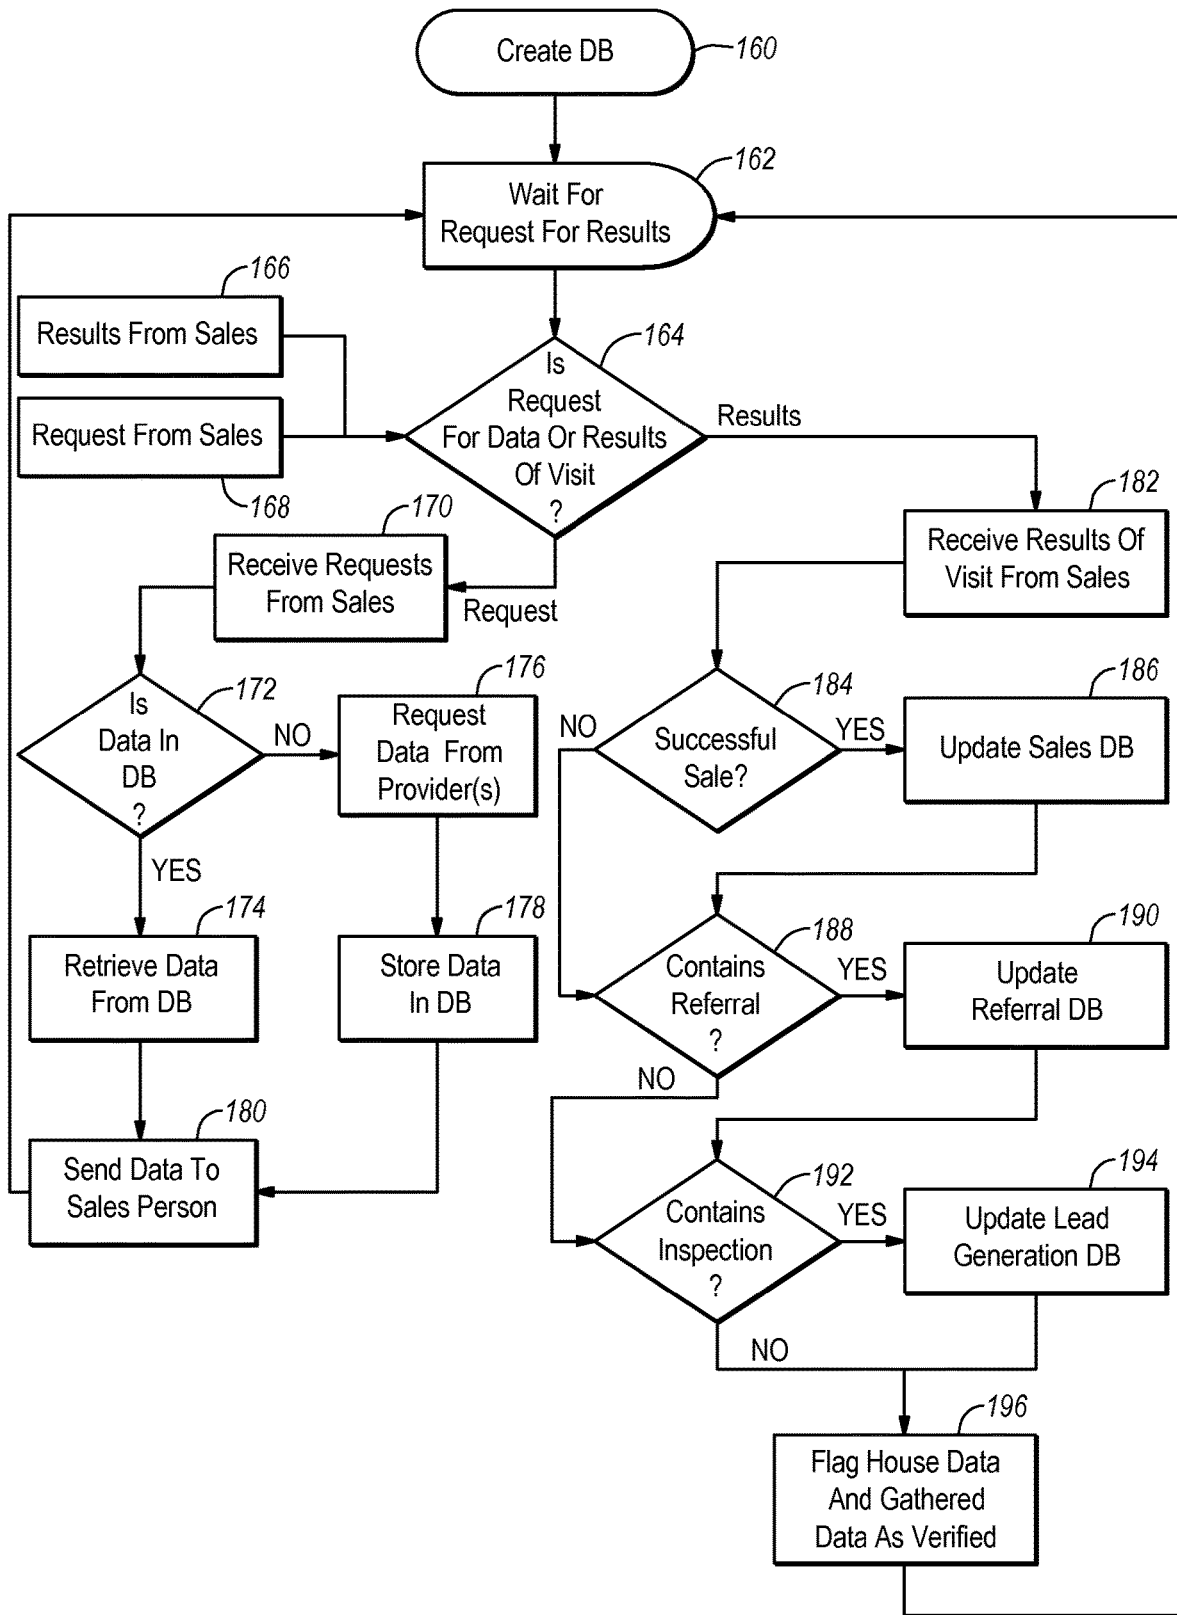 Create DB
160
Wait For
Request For Results
162
Results From Sales
166
Request From Sales
168
Is
Request
For Data Or Results
Of Visit
?
164
Results
Request
Receive Requests
From Sales
170
Receive Results Of
Visit From Sales
182
Is
Data In
DB
?
172
NO
YES
Request
Data From
Provider(s)
176
Successful
Sale?
184
NO
YES
Update Sales DB
186
Retrieve Data
From DB
174
Store Data
In DB
178
Contains
Referral
?
188
YES
NO
Update
Referral DB
190
Send Data To
Sales Person
180
Contains
Inspection
?
192
YES
NO
Update Lead
Generation DB
194
Flag House Data
And Gathered
Data As Verified
196